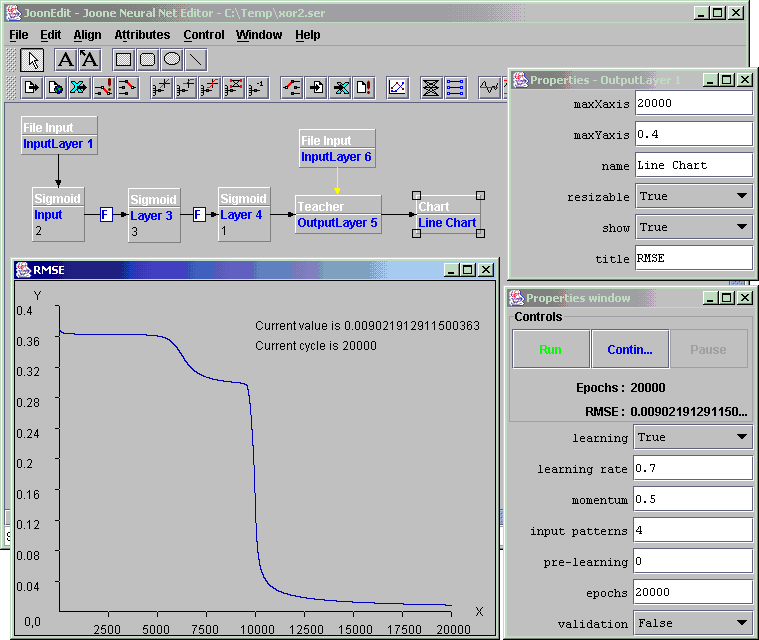 JoonEdit - Joone Neural Net Editor - C:\Temp\xor2.ser
File Edit Align Attributes Control Window Help
A A
File Input
InputLayer 1
File Input
InputLayer 6
Sigmoid
Input
2
F
Sigmoid
Layer 3
3
F
Sigmoid
Layer 4
1
Teacher
OutputLayer 5
Chart
Line Chart
RMSE
Y
0.4
0.36
0.32
0.28
0.24
0.2
0.16
0.12
0.08
0.04
0,0
Current value is 0.009021912911500363
Current cycle is 20000
X
2500 5000 7500 10000 12500 15000 17500 20000
Properties - OutputLayer 1
maxXaxis 20000
maxYaxis 0.4
name Line Chart
resizable True
show True
title RMSE
Properties window
Controls
Run Contin... Pause
Epochs : 20000
RMSE : 0.00902191291150...
learning True
learning rate 0.7
momentum 0.5
input patterns 4
pre-learning 0
epochs 20000
validation False